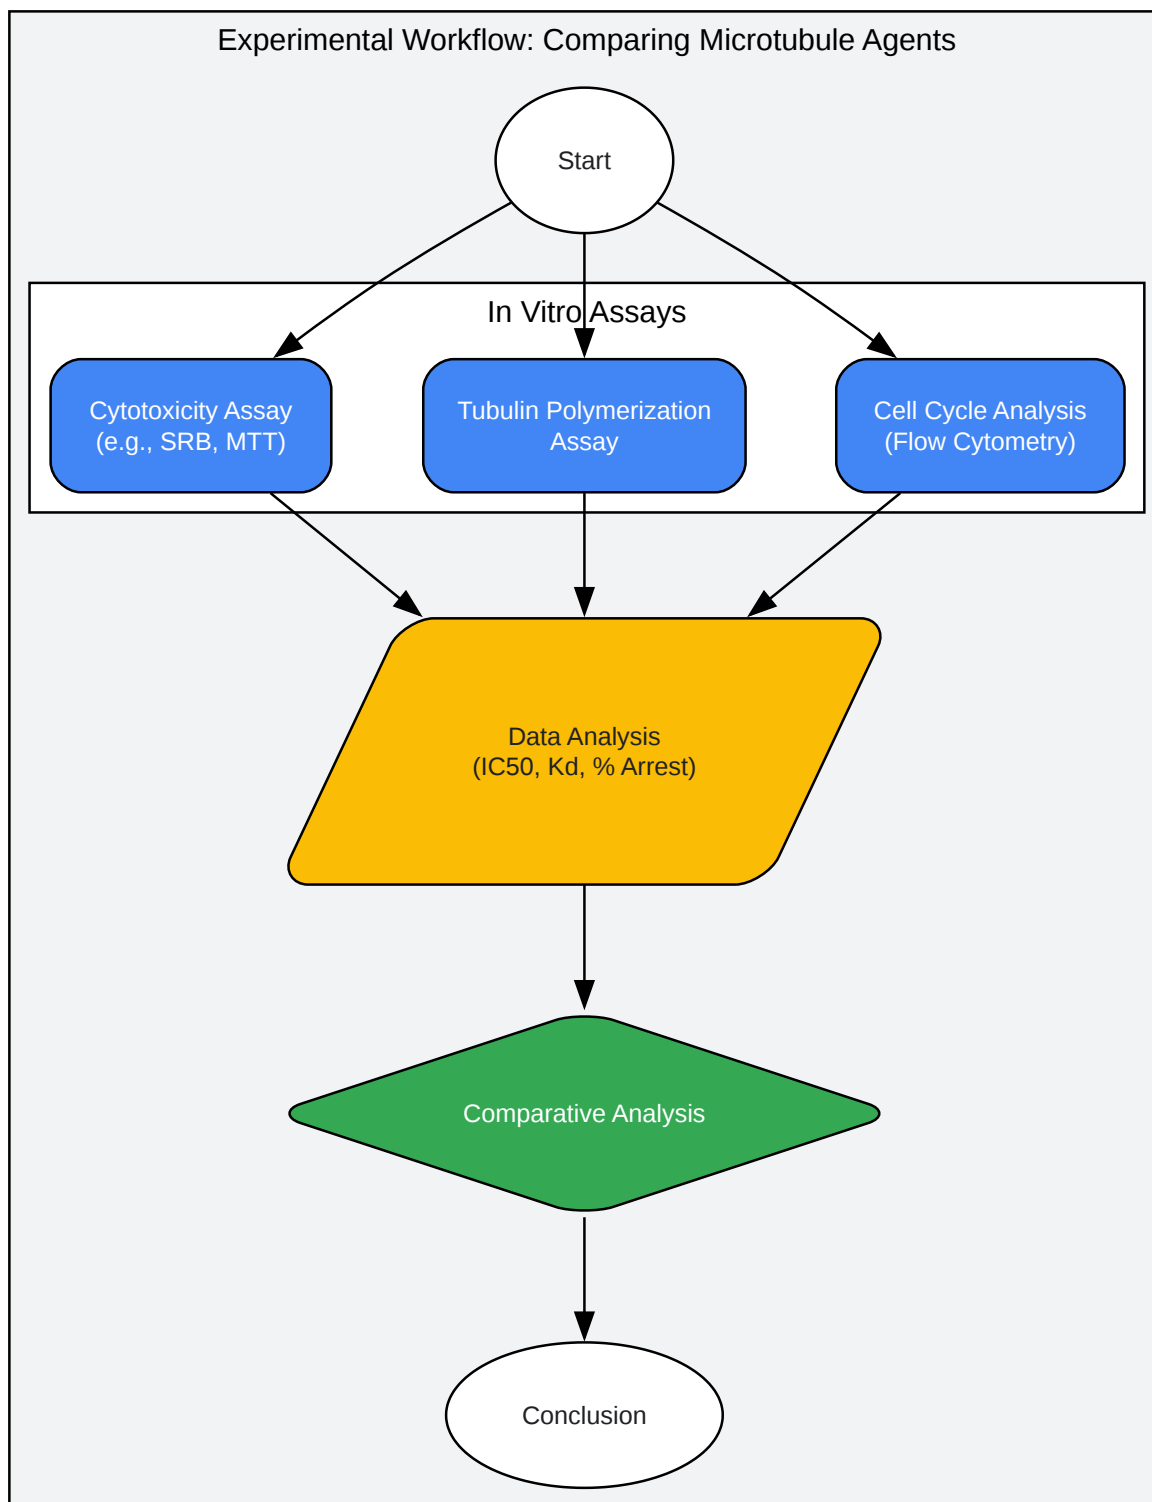 Experimental Workflow: Comparing Microtubule Agents
Start
In Vitro Assays
Cytotoxicity Assay
(e.g., SRB, MTT)
Tubulin Polymerization
Assay
Cell Cycle Analysis
(Flow Cytometry)
Data Analysis
(IC50, Kd, % Arrest)
Comparative Analysis
Conclusion